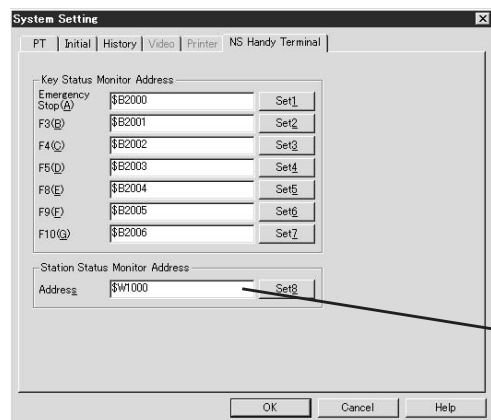 System Setting
PT Initial History Video Printer NS Handy Terminal
Key Status Monitor Address
Emergency Stop(A) $B2000 Set1
F3(B) $B2001 Set2
F4(C) $B2002 Set3
F5(D) $B2003 Set4
F8(E) $B2004 Set5
F9(F) $B2005 Set6
F10(G) $B2006 Set7
Station Status Monitor Address
Address $W1000 Set8
OK Cancel Help